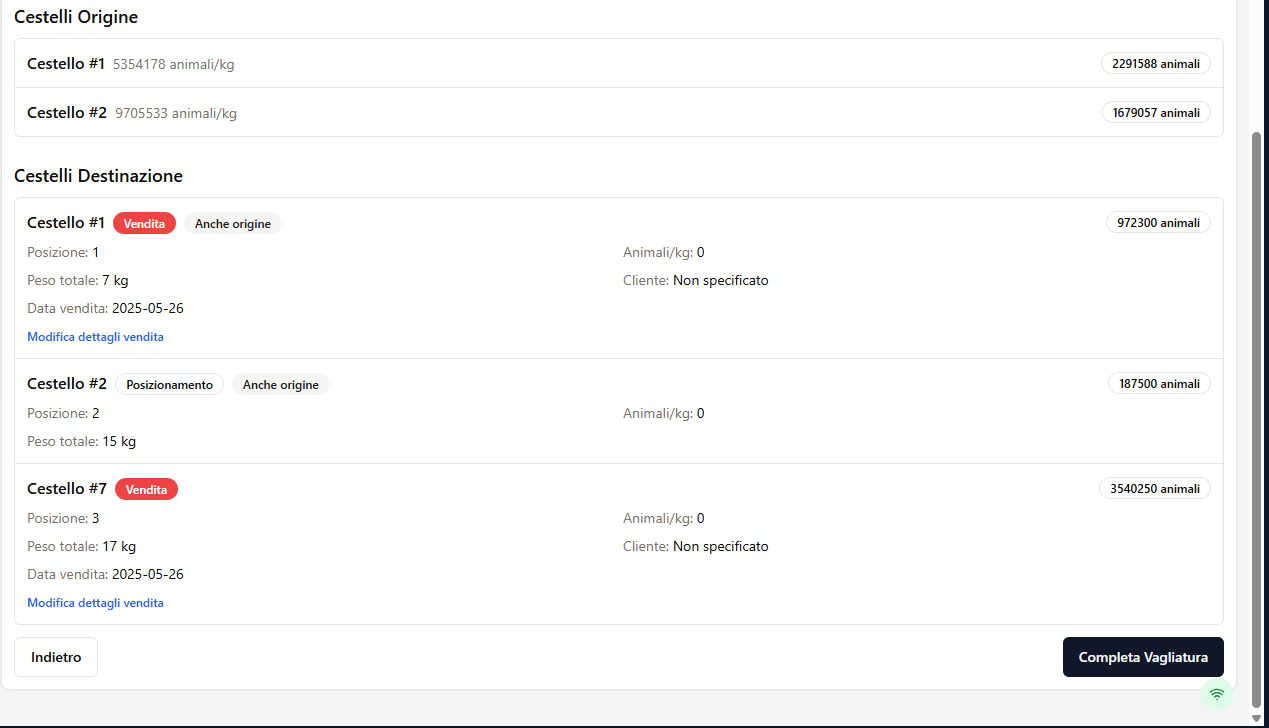 Cestelli Origine
Cestello #1 5354178 animali/kg 2291588 animali
Cestello #2 9705533 animali/kg 1679057 animali
Cestelli Destinazione
Cestello #1 Vendita Anche origine 972300 animali
Posizione: 1 Animali/kg: 0
Peso totale: 7 kg Cliente: Non specificato
Data vendita: 2025-05-26
Modifica dettagli vendita
Cestello #2 Posizionamento Anche origine 187500 animali
Posizione: 2 Animali/kg: 0
Peso totale: 15 kg
Cestello #7 Vendita 3540250 animali
Posizione: 3 Animali/kg: 0
Peso totale: 17 kg Cliente: Non specificato
Data vendita: 2025-05-26
Modifica dettagli vendita
Indietro Completa Vagliatura